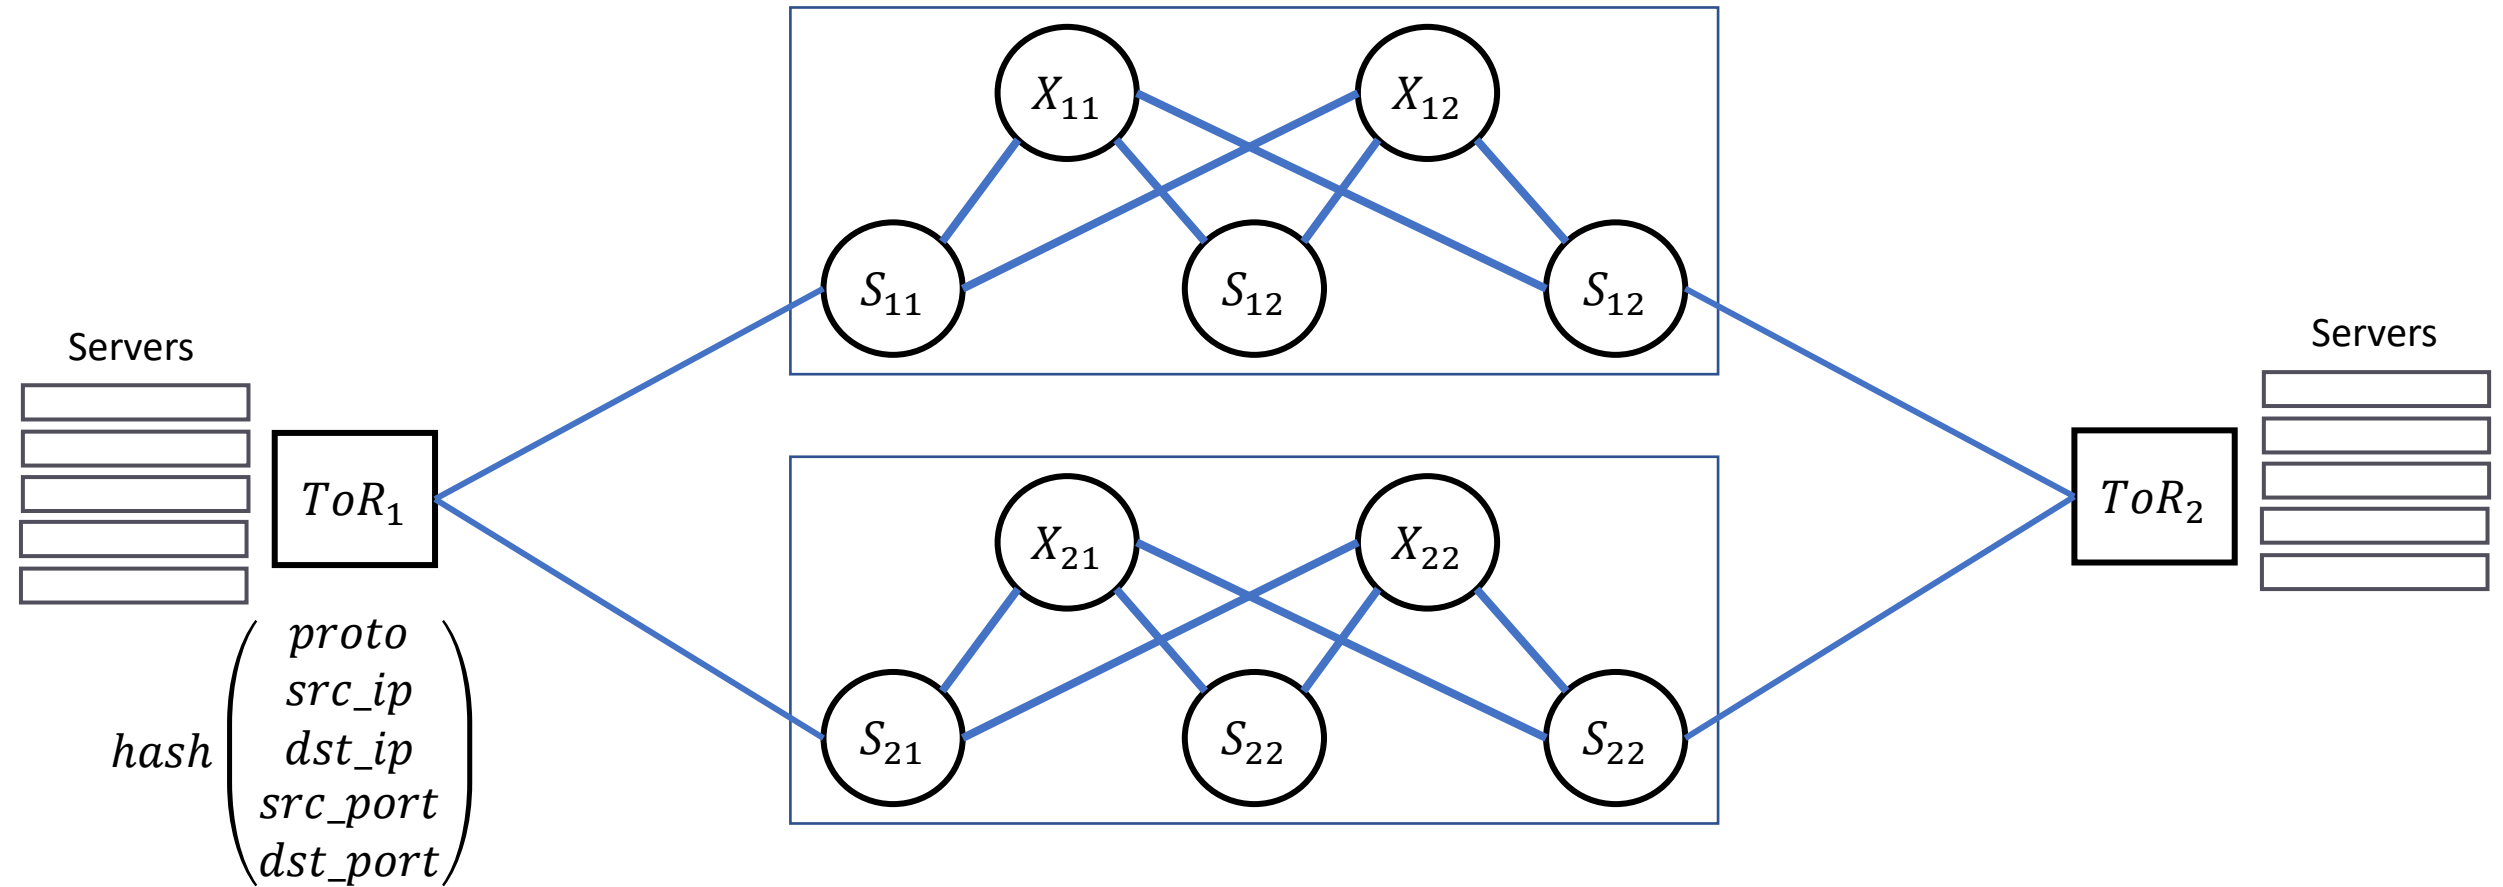 X₁₁
X₁₂
S₁₁
S₁₂
S₁₂
Servers
Servers
ToR₁
ToR₂
X₂₁
X₂₂
S₂₁
S₂₂
S₂₂
hash
proto
src_ip
dst_ip
src_port
dst_port